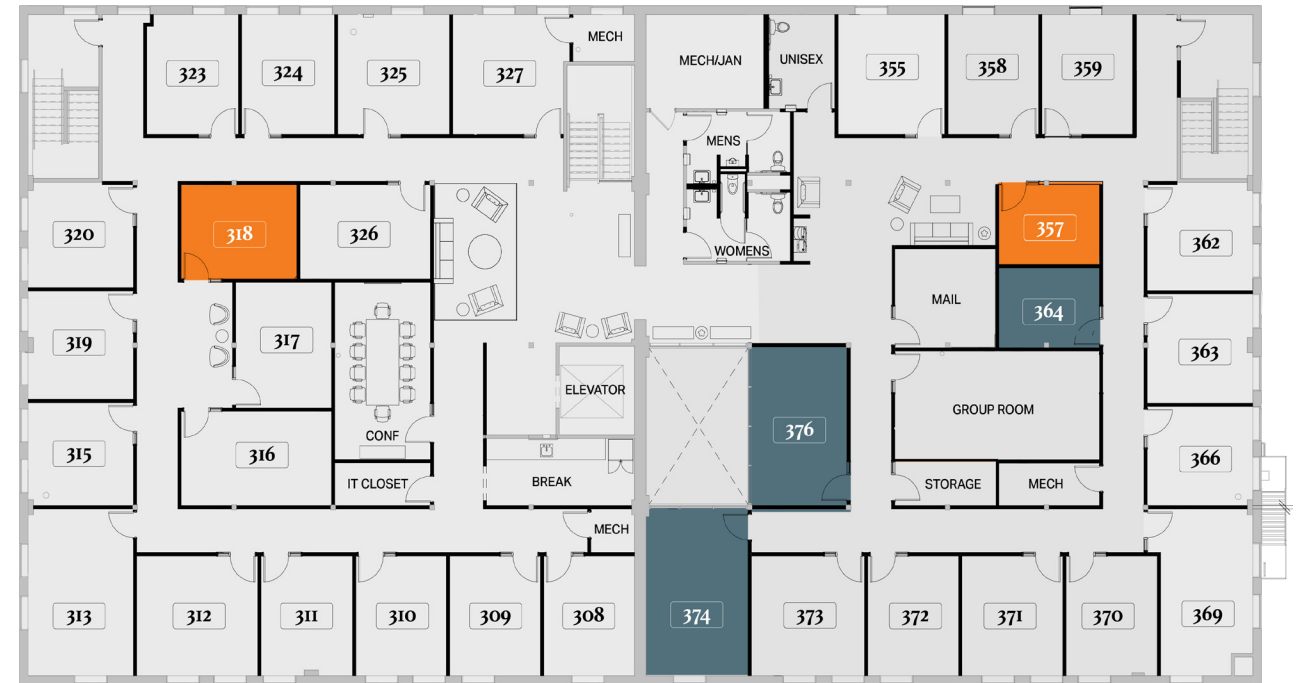 MECH
323
324
325
327
MECH/JAN
UNISEX
355
358
359
MENS
320
318
326
357
362
WOMENS
MAIL
364
319
317
363
ELEVATOR
CONF
376
GROUP ROOM
315
316
IT CLOSET
BREAK
STORAGE
MECH
366
MECH
313
312
311
310
309
308
374
373
372
371
370
369